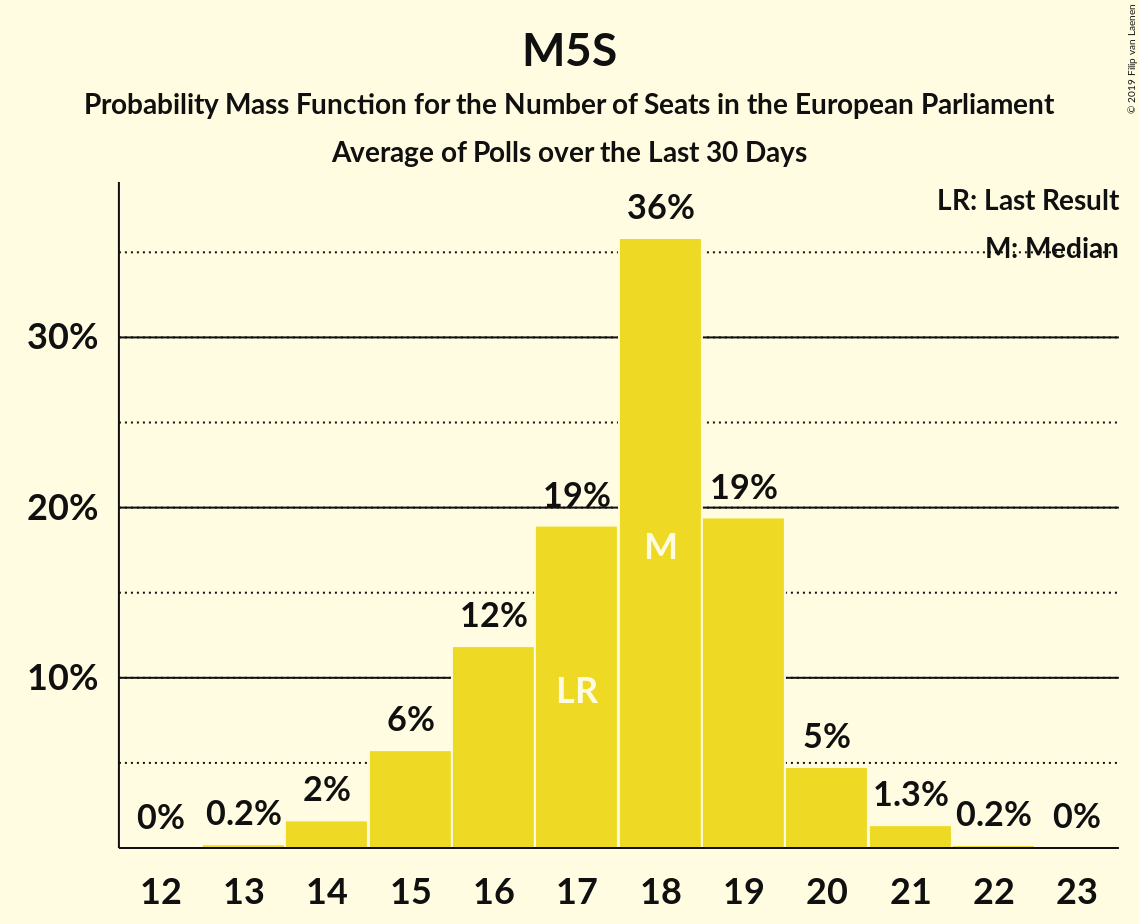 M5S
Probability Mass Function for the Number of Seats in the European Parliament
Average of Polls over the Last 30 Days
© 2019 Filip van Laenen
LR: Last Result
M: Median
30%
20%
10%
0%
0.2%
2%
6%
12%
19%
36%
19%
5%
1.3%
0.2%
0%
LR
M
12 13 14 15 16 17 18 19 20 21 22 23